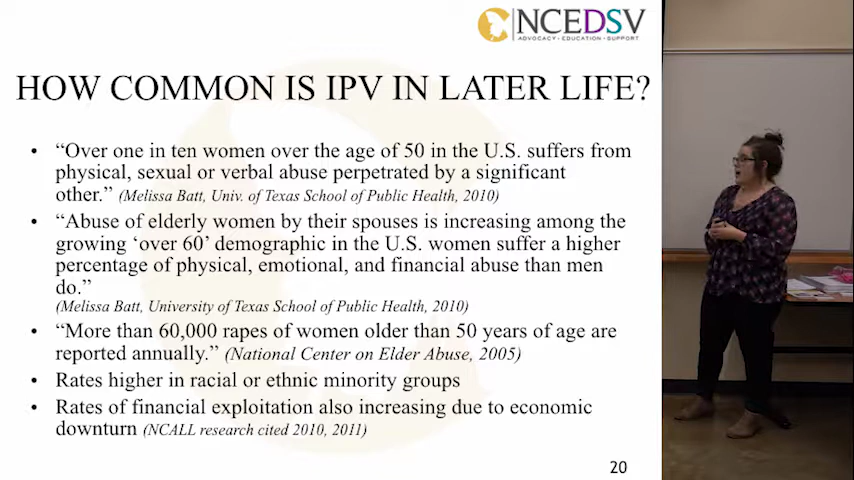 NCEDSV
ADVOCACY • EDUCATION • SUPPORT
HOW COMMON IS IPV IN LATER LIFE?
• “Over one in ten women over the age of 50 in the U.S. suffers from
physical, sexual or verbal abuse perpetrated by a significant
other.” (Melissa Batt, Univ. of Texas School of Public Health, 2010)
• “Abuse of elderly women by their spouses is increasing among the
growing ‘over 60’ demographic in the U.S. women suffer a higher
percentage of physical, emotional, and financial abuse than men
do.”
(Melissa Batt, University of Texas School of Public Health, 2010)
• “More than 60,000 rapes of women older than 50 years of age are
reported annually.” (National Center on Elder Abuse, 2005)
• Rates higher in racial or ethnic minority groups
• Rates of financial exploitation also increasing due to economic
downturn (NCALL research cited 2010, 2011)
20